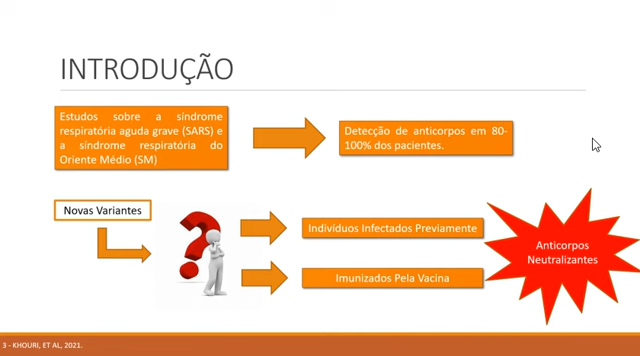 INTRODUÇÃO
Estudos sobre a síndrome
respiratória aguda grave (SARS) e
a síndrome respiratória do
Oriente Médio (SM)
Detecção de anticorpos em 80-
100% dos pacientes.
Novas Variantes
Indivíduos Infectados Previamente
Imunizados Pela Vacina
Anticorpos
Neutralizantes
3 - KHOURI, ET AL, 2021.